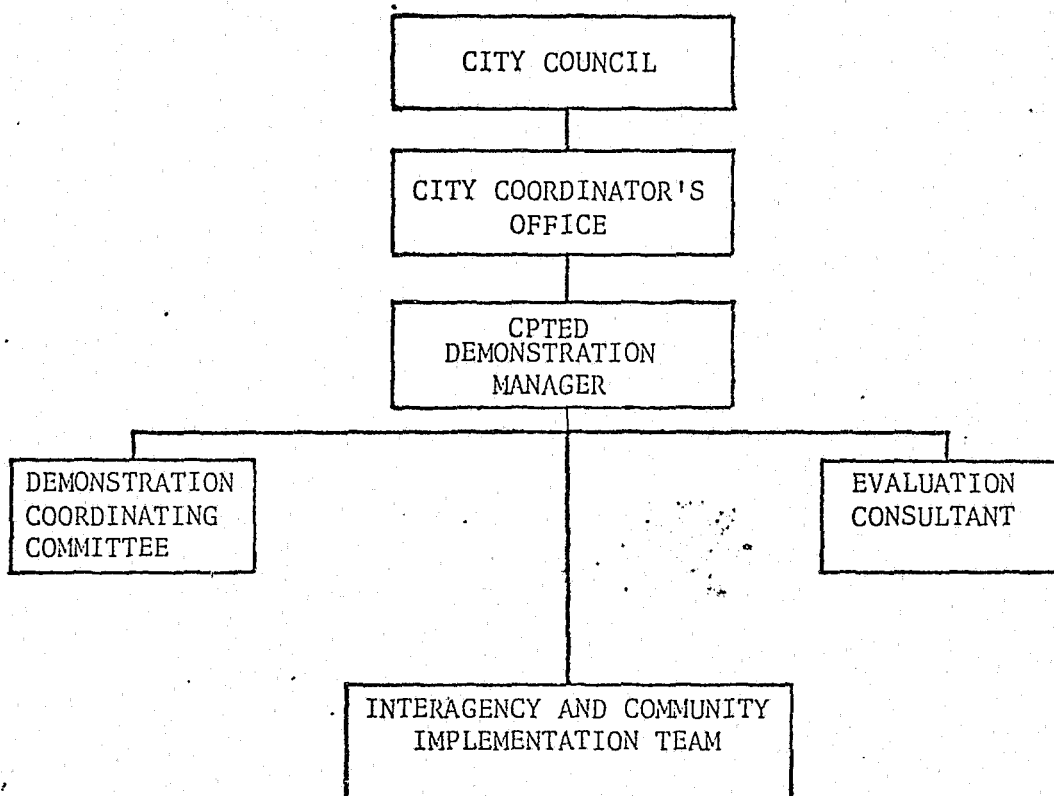 CITY COUNCIL
CITY COORDINATOR'S
OFFICE
CPTED
DEMONSTRATION
MANAGER
DEMONSTRATION
COORDINATING
COMMITTEE
EVALUATION
CONSULTANT
INTERAGENCY AND COMMUNITY
IMPLEMENTATION TEAM